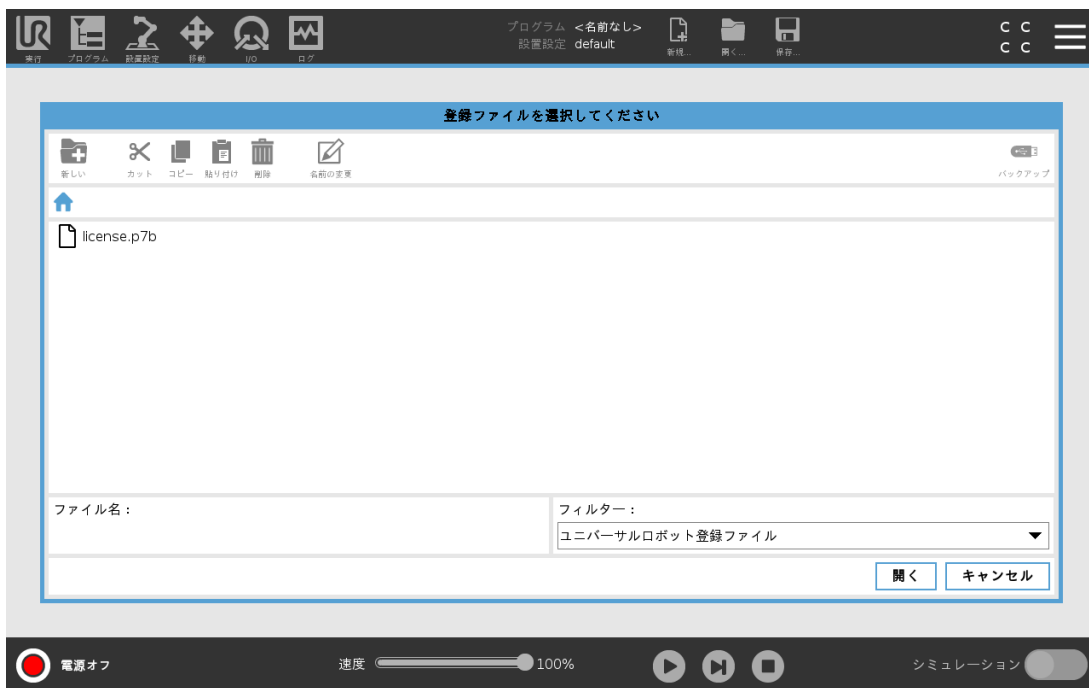 プログラム <名前なし>
設置設定 default
C C
C C
実行 プログラム 設置設定 移動 I/O ログ 新規... 開く... 保存...
登録ファイルを選択してください
新しい カット コピー 貼り付け 削除 名前の変更 バックアップ
license.p7b
ファイル名：
フィルター：
ユニバーサルロボット登録ファイル
開く キャンセル
電源オフ 速度 100% シミュレーション